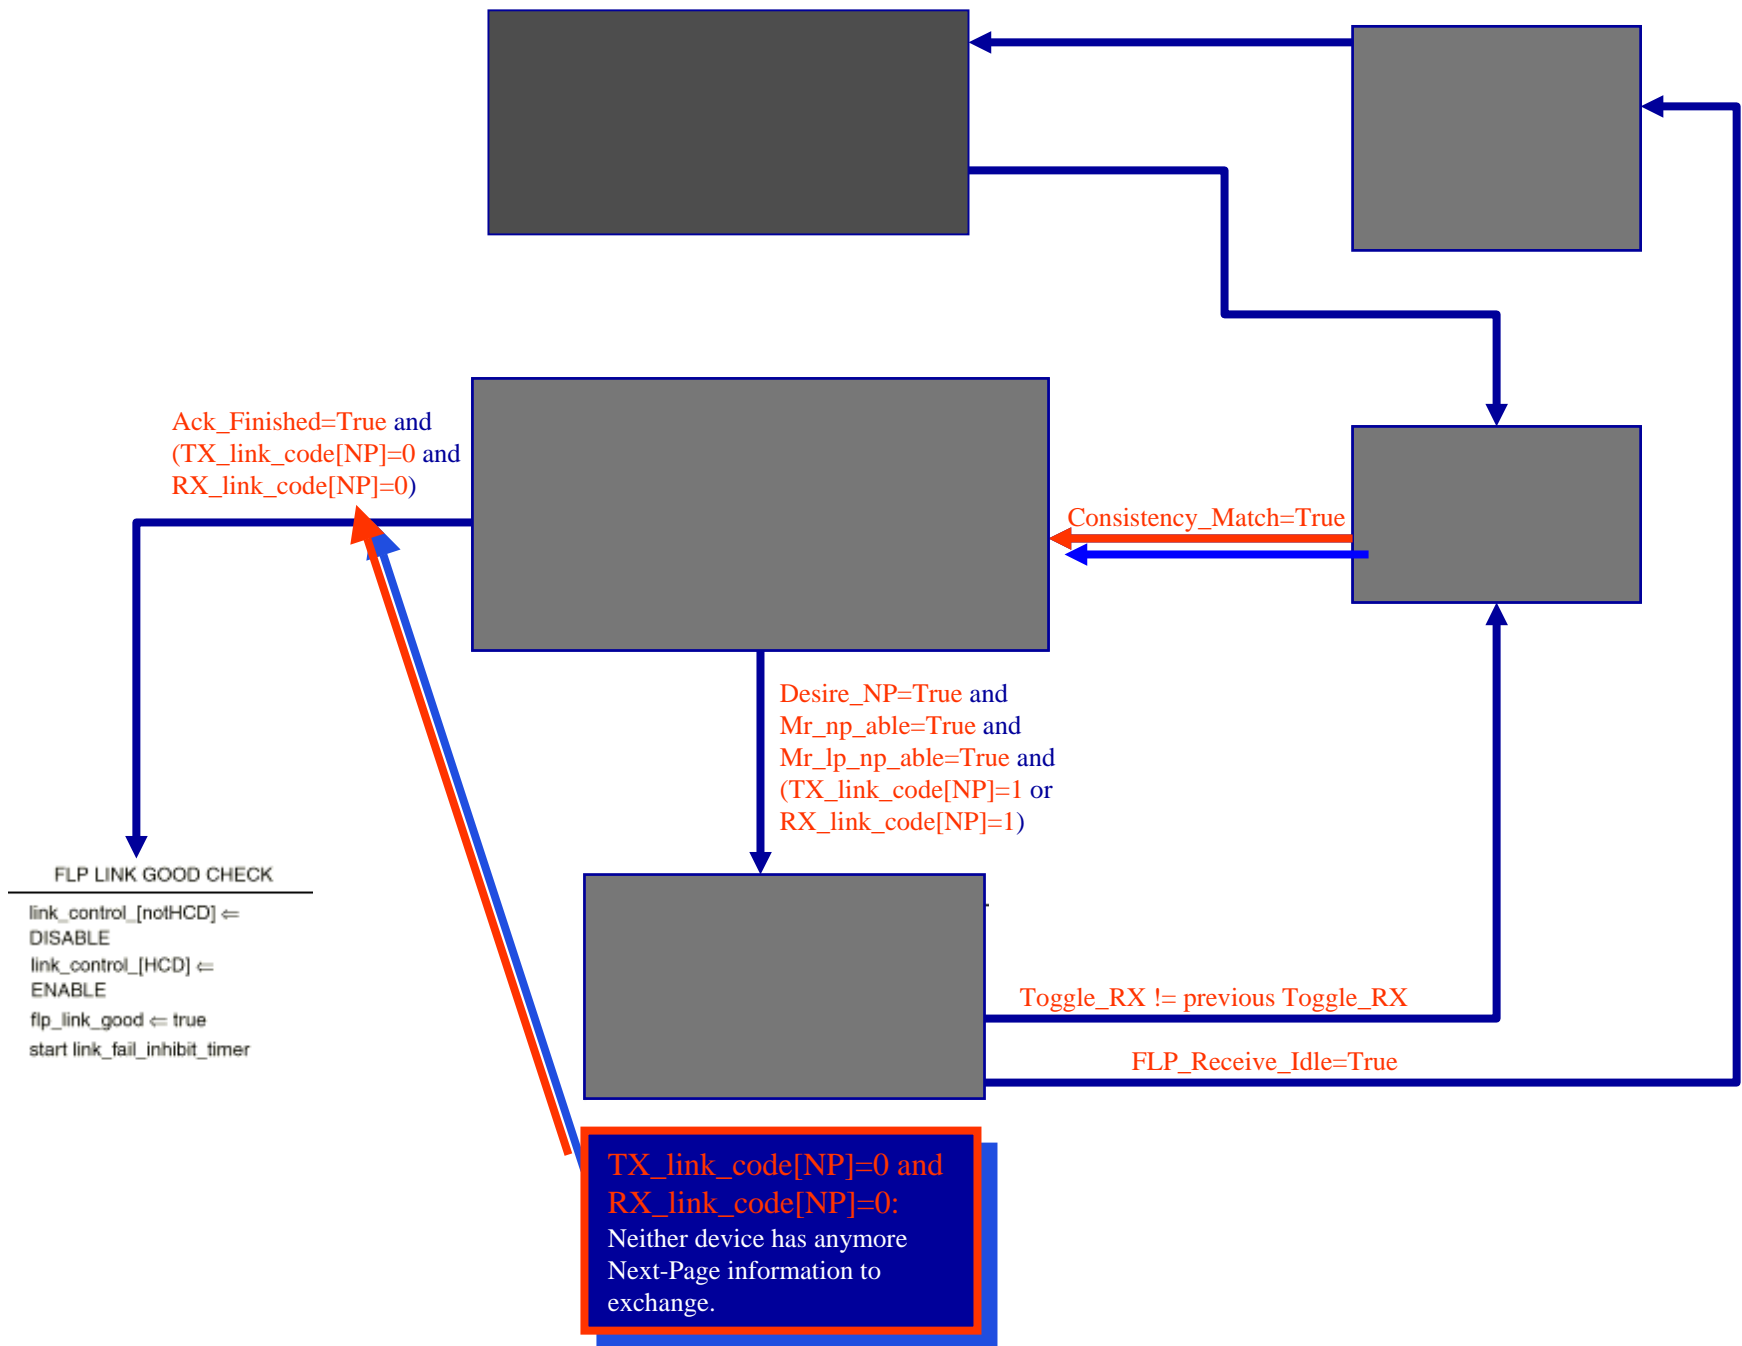 Ack_Finished=True and
(TX_link_code[NP]=0 and
RX_link_code[NP]=0)
Consistency_Match=True
Desire_NP=True and
Mr_np_able=True and
Mr_lp_np_able=True and
(TX_link_code[NP]=1 or
RX_link_code[NP]=1)
FLP LINK GOOD CHECK
link_control_[notHCD] ⇐
DISABLE
link_control_[HCD] ⇐
ENABLE
flp_link_good ⇐ true
start link_fail_inhibit_timer
Toggle_RX != previous Toggle_RX
FLP_Receive_Idle=True
TX_link_code[NP]=0 and
RX_link_code[NP]=0:
Neither device has anymore
Next-Page information to
exchange.